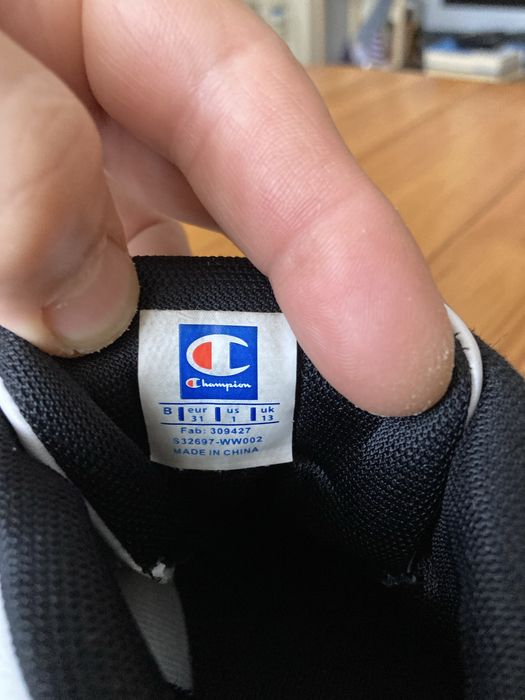 Champion
B eur us uk
31 1 13
Fab: 309427
S32697-WW002
MADE IN CHINA